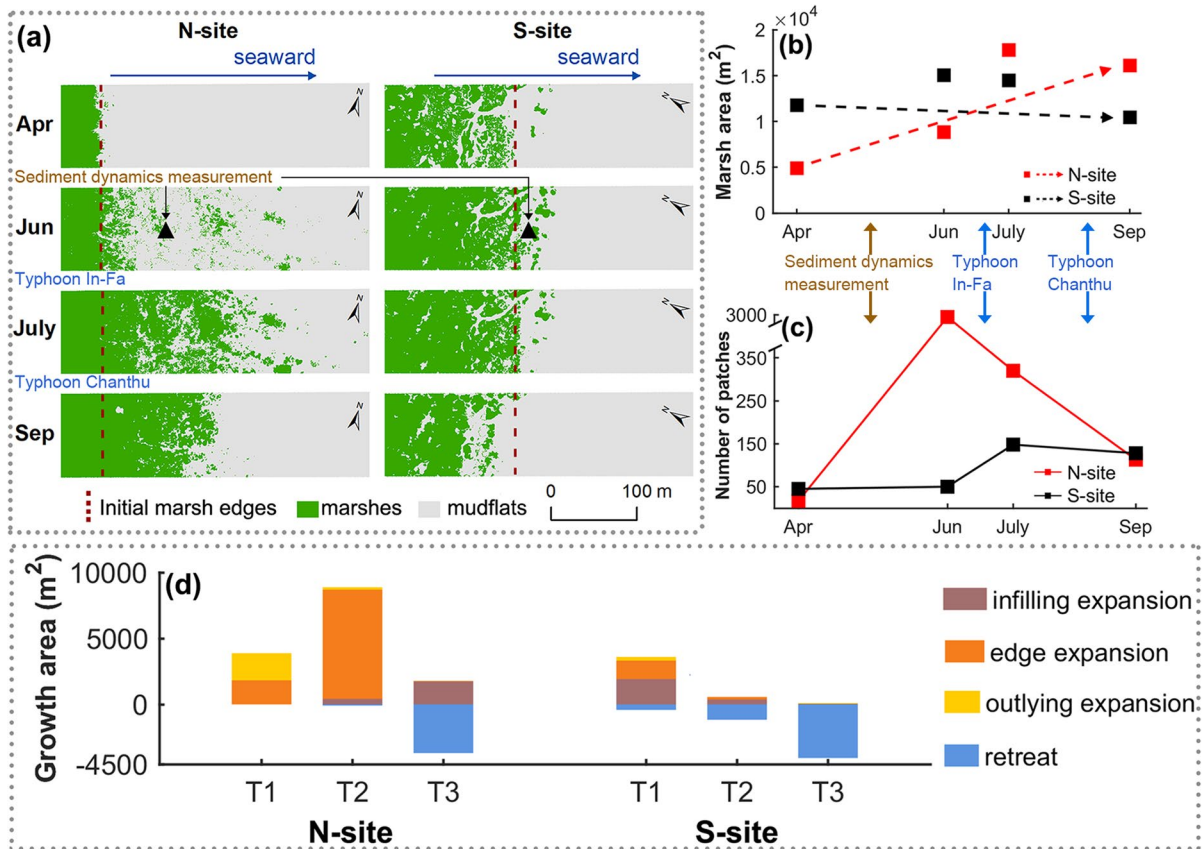 (a)
N-site
S-site
seaward
seaward
Apr
N
N
Sediment dynamics measurement
Jun
N
N
Typhoon In-Fa
July
N
N
Typhoon Chanthu
Sep
N
N
Initial marsh edges
marshes
mudflats
0
100 m
(b)
×10⁴
Marsh area (m²)
2
1.5
1
0.5
0
N-site
S-site
Apr
Jun
July
Sep
Sediment dynamics
measurement
Typhoon
In-Fa
Typhoon
Chanthu
(c)
Number of patches
3000
350
250
150
50
N-site
S-site
Apr
Jun
July
Sep
(d)
Growth area (m²)
10000
5000
0
-4500
T1
T2
T3
T1
T2
T3
N-site
S-site
infilling expansion
edge expansion
outlying expansion
retreat